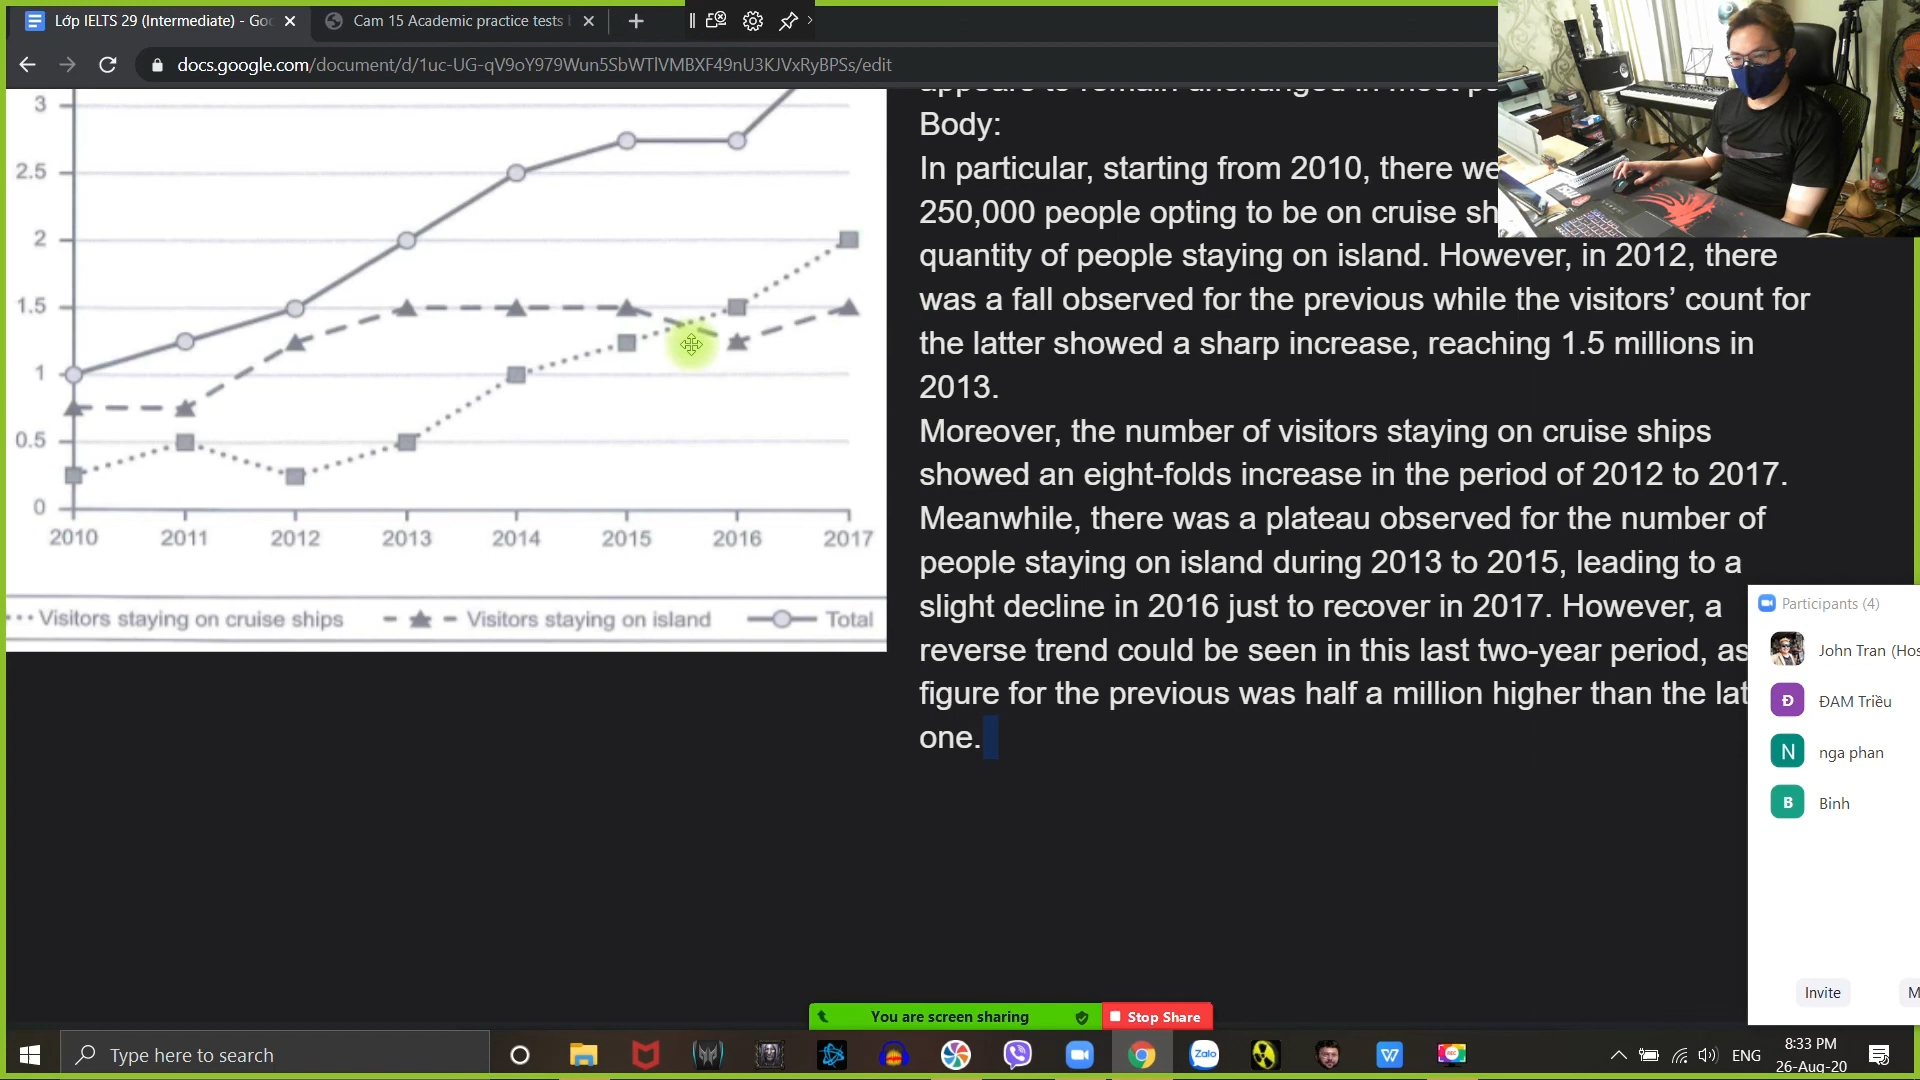 Lớp IELTS 29 (Intermediate) - Goo
Cam 15 Academic practice tests
docs.google.com/document/d/1uc-UG-qV9oY979Wun5SbWTlVMBXF49nU3KJVxRyBPSs/edit
3
2.5
2
1.5
1
0.5
0
2010 2011 2012 2013 2014 2015 2016 2017
Visitors staying on cruise ships Visitors staying on island Total
appears to remain unchanged in most
Body:
In particular, starting from 2010, there
250,000 people opting to be on cruise
quantity of people staying on island. However, in 2012, there
was a fall observed for the previous while the visitors’ count for
the latter showed a sharp increase, reaching 1.5 millions in
2013.
Moreover, the number of visitors staying on cruise ships
showed an eight-folds increase in the period of 2012 to 2017.
Meanwhile, there was a plateau observed for the number of
people staying on island during 2013 to 2015, leading to a
slight decline in 2016 just to recover in 2017. However, a
reverse trend could be seen in this last two-year period, as
figure for the previous was half a million higher than the lat
one.
Participants (4)
John Tran (Hos
Đ ĐAM Triều
N nga phan
B Binh
Invite M
You are screen sharing Stop Share
Type here to search
Zalo
W
REC
ENG
8:33 PM
26-Aug-20